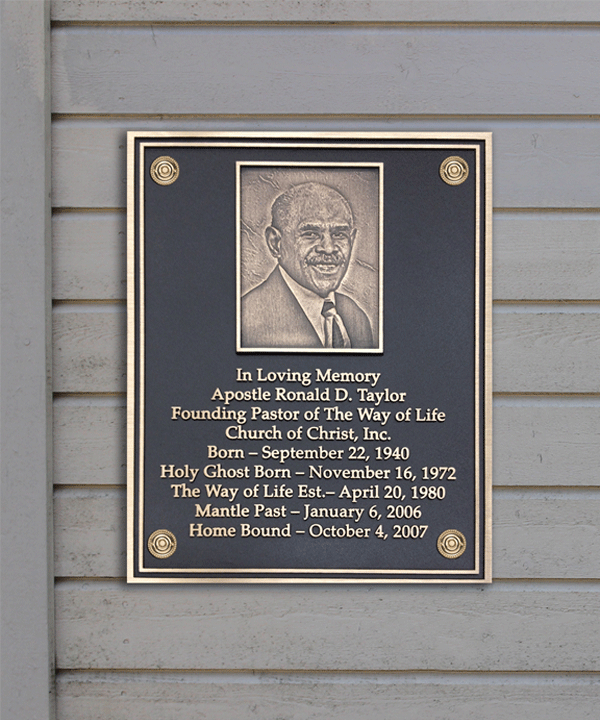 In Loving Memory
Apostle Ronald D. Taylor
Founding Pastor of The Way of Life
Church of Christ, Inc.
Born – September 22, 1940
Holy Ghost Born – November 16, 1972
The Way of Life Est.– April 20, 1980
Mantle Past – January 6, 2006
Home Bound – October 4, 2007